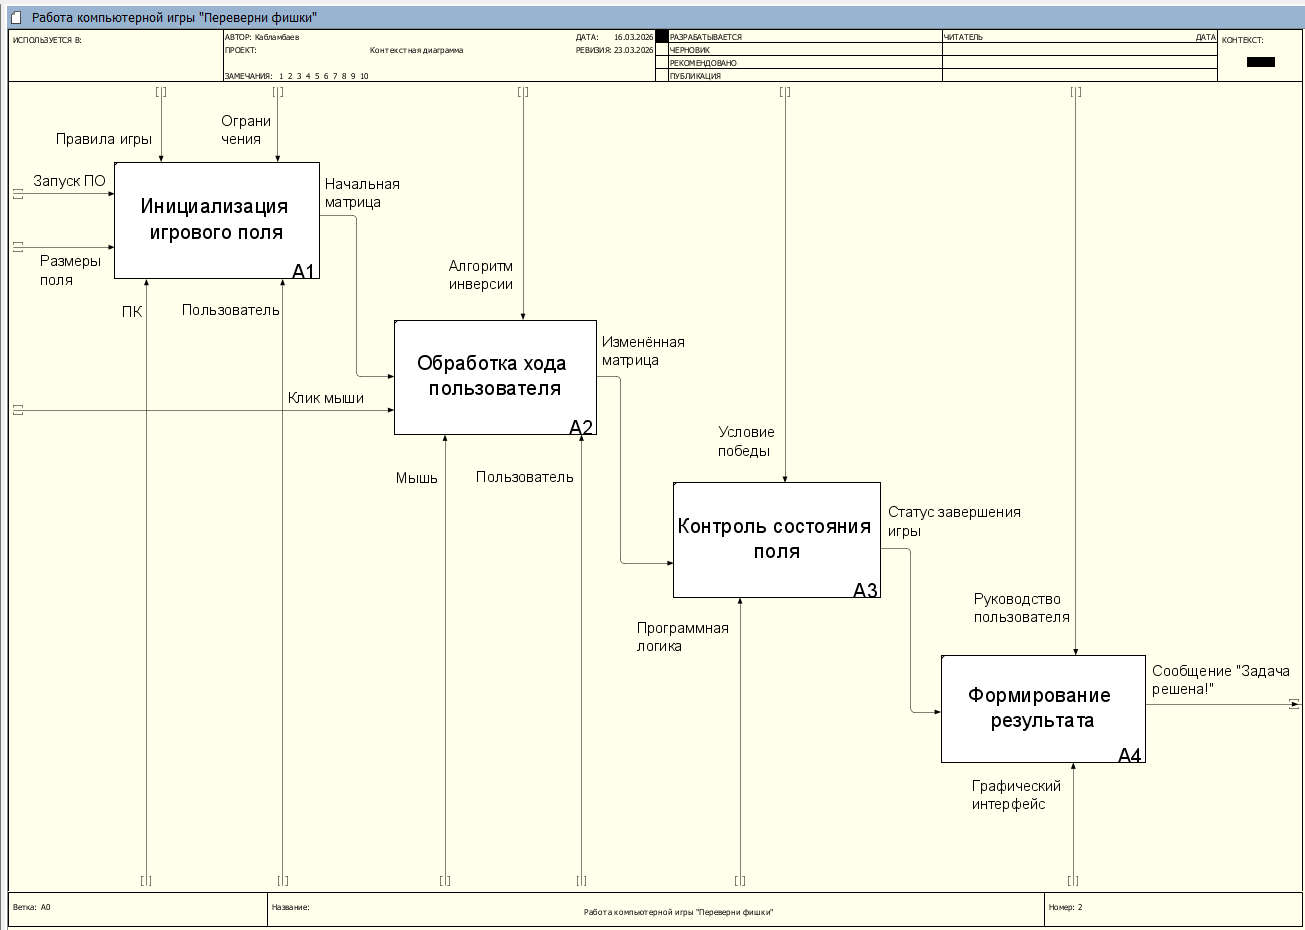 Работа компьютерной игры "Переверни фишки"
ИСПОЛЬЗУЕТСЯ В:
АВТОР: Кабламбаев
ДАТА: 16.03.2026
ПРОЕКТ: Контекстная диаграмма
РЕВИЗИЯ: 23.03.2026
ЗАМЕЧАНИЯ: 1 2 3 4 5 6 7 8 9 10
РАЗРАБАТЫВАЕТСЯ
ЧЕРНОВИК
РЕКОМЕНДОВАНО
ПУБЛИКАЦИЯ
ЧИТАТЕЛЬ
ДАТА
КОНТЕКСТ:
Правила игры
Ограни
чения
Запуск ПО
Размеры
поля
Инициализация
игрового поля
A1
Начальная
матрица
ПК
Пользователь
Алгоритм
инверсии
Клик мыши
Обработка хода
пользователя
A2
Изменённая
матрица
Мышь
Пользователь
Условие
победы
Контроль состояния
поля
A3
Статус завершения
игры
Программная
логика
Руководство
пользователя
Формирование
результата
A4
Сообщение "Задача
решена!"
Графический
интерфейс
Ветка: A0
Название:
Работа компьютерной игры "Переверни фишки"
Номер: 2